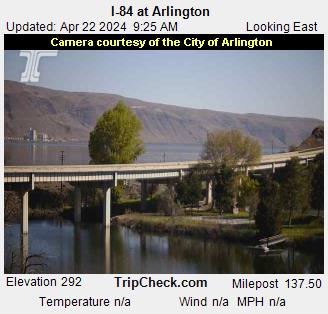 I-84 at Arlington
Updated: Apr 22 2024 9:25 AM Looking East
Camera courtesy of the City of Arlington
Elevation 292 TripCheck.com Milepost 137.50
Temperature n/a Wind n/a MPH n/a